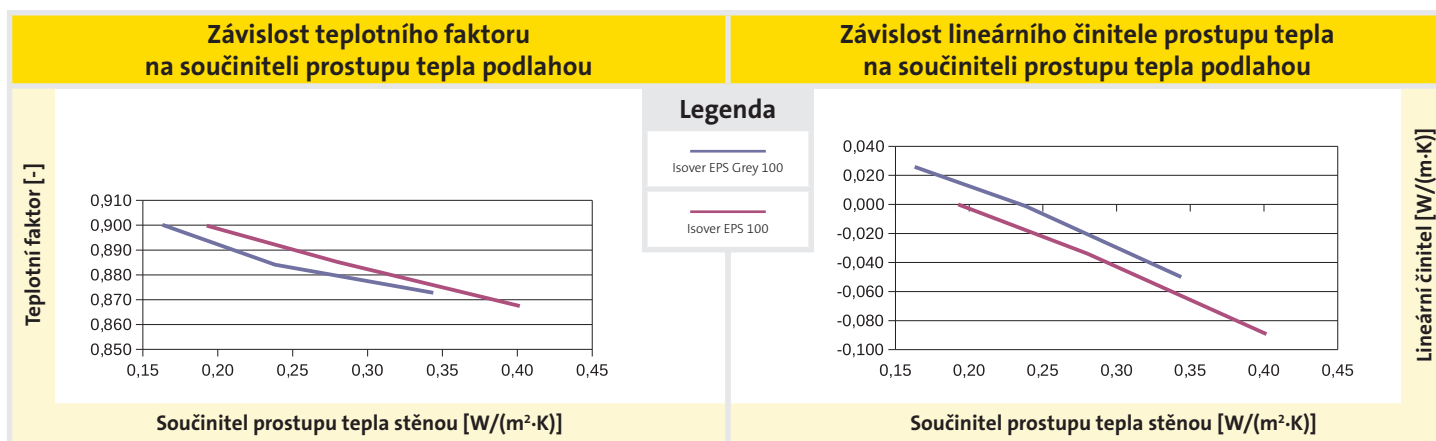 Závislost teplotního faktoru
na součiniteli prostupu tepla podlahou
Závislost lineárního činitele prostupu tepla
na součiniteli prostupu tepla podlahou
Legenda
Isover EPS Grey 100
Isover EPS 100
Teplotní faktor [-]
0,910
0,900
0,890
0,880
0,870
0,860
0,850
0,15 0,20 0,25 0,30 0,35 0,40 0,45
Součinitel prostupu tepla stěnou [W/(m²·K)]
0,040
0,020
0,000
-0,020
-0,040
-0,060
-0,080
-0,100
0,15 0,20 0,25 0,30 0,35 0,40 0,45
Lineární činitel [W/(m·K)]
Součinitel prostupu tepla stěnou [W/(m²·K)]